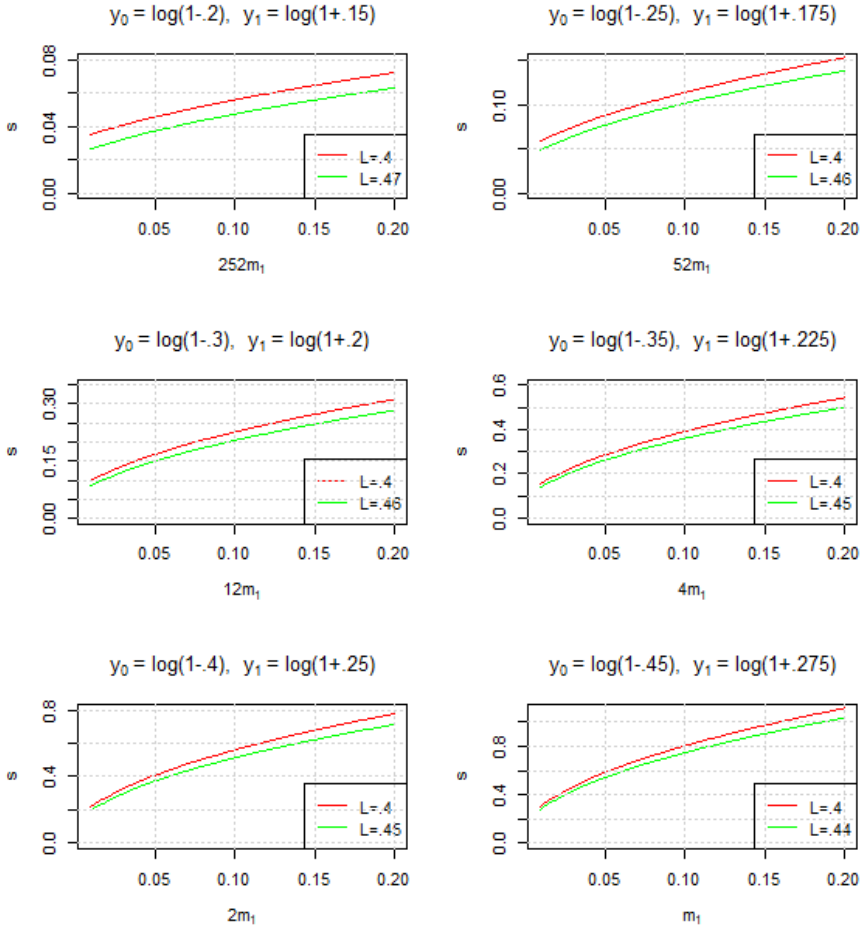 y₀ = log(1-.2), y₁ = log(1+.15)
s
0.00 0.04 0.08
L=.4
L=.47
0.05 0.10 0.15 0.20
252m₁
y₀ = log(1-.25), y₁ = log(1+.175)
s
0.00 0.10
L=.4
L=.46
0.05 0.10 0.15 0.20
52m₁
y₀ = log(1-.3), y₁ = log(1+.2)
s
0.00 0.15 0.30
L=.4
L=.46
0.05 0.10 0.15 0.20
12m₁
y₀ = log(1-.35), y₁ = log(1+.225)
s
0.0 0.2 0.4 0.6
L=.4
L=.45
0.05 0.10 0.15 0.20
4m₁
y₀ = log(1-.4), y₁ = log(1+.25)
s
0.0 0.4 0.8
L=.4
L=.45
0.05 0.10 0.15 0.20
2m₁
y₀ = log(1-.45), y₁ = log(1+.275)
s
0.0 0.4 0.8
L=.4
L=.44
0.05 0.10 0.15 0.20
m₁